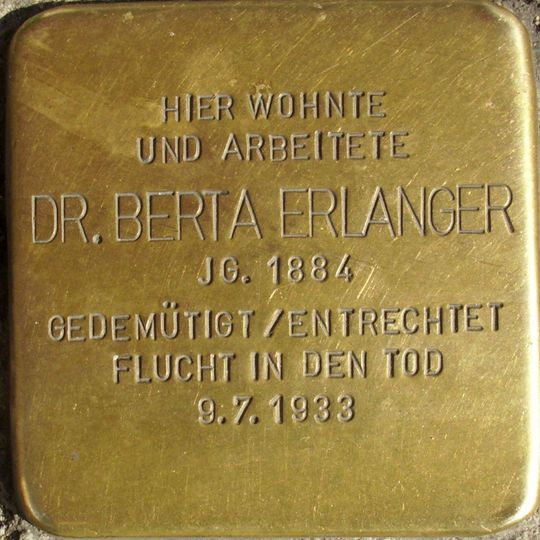 HIER WOHNTE
UND ARBEITETE
DR. BERTA ERLANGER
JG. 1884
GEDEMÜTIGT/ENTRECHTET
FLUCHT IN DEN TOD
9.7.1933